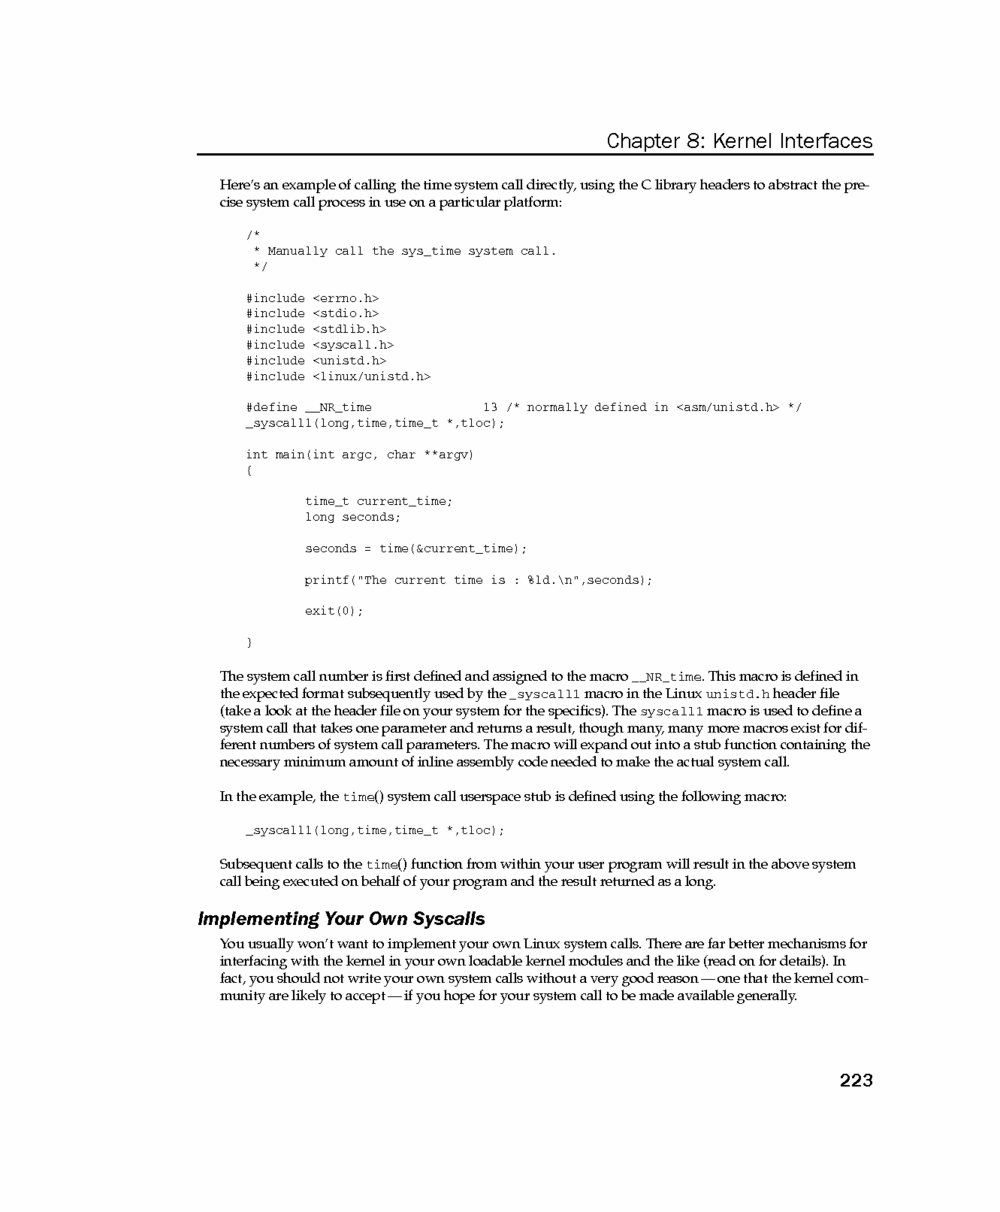 Chapter 8: Kernel Interfaces
Here's an example of calling the time system call directly, using the C library headers to abstract the pre-
cise system call process in use on a particular platform:
/*
 * Manually call the sys_time system call.
 */
#include <errno.h>
#include <stdio.h>
#include <stdlib.h>
#include <syscall.h>
#include <unistd.h>
#include <linux/unistd.h>
#define __NR_time               13 /* normally defined in <asm/unistd.h> */
_syscall1(long,time,time_t *,tloc);
int main(int argc, char **argv)
{
        time_t current_time;
        long seconds;
        seconds = time(&current_time);
        printf("The current time is : %ld.\n",seconds);
        exit(0);
}
The system call number is first defined and assigned to the macro __NR_time. This macro is defined in
the expected format subsequently used by the _syscall1 macro in the Linux unistd.h header file
(take a look at the header file on your system for the specifics). The syscall1 macro is used to define a
system call that takes one parameter and returns a result, though many, many more macros exist for dif-
ferent numbers of system call parameters. The macro will expand out into a stub function containing the
necessary minimum amount of inline assembly code needed to make the actual system call.
In the example, the time() system call userspace stub is defined using the following macro:
_syscall1(long,time,time_t *,tloc);
Subsequent calls to the time() function from within your user program will result in the above system
call being executed on behalf of your program and the result returned as a long.
Implementing Your Own Syscalls
You usually won't want to implement your own Linux system calls. There are far better mechanisms for
interfacing with the kernel in your own loadable kernel modules and the like (read on for details). In
fact, you should not write your own system calls without a very good reason — one that the kernel com-
munity are likely to accept — if you hope for your system call to be made available generally.
223